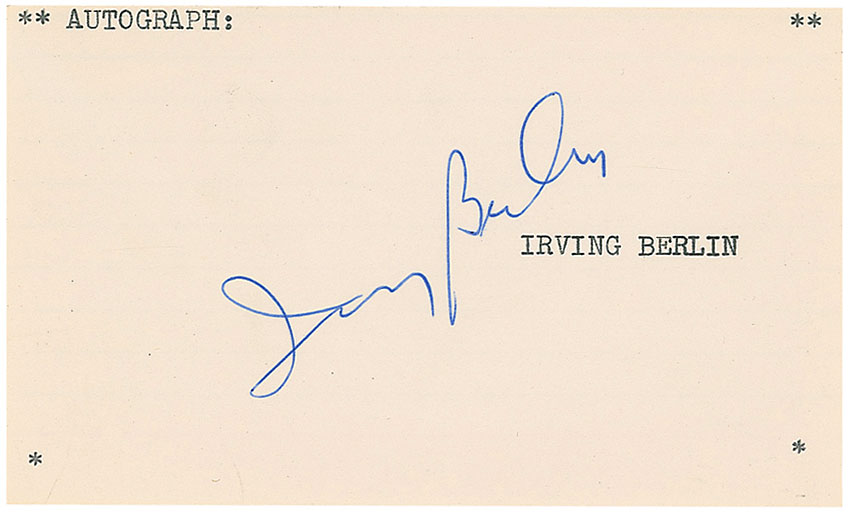 ** AUTOGRAPH: **
Irving Berlin
IRVING BERLIN
* *